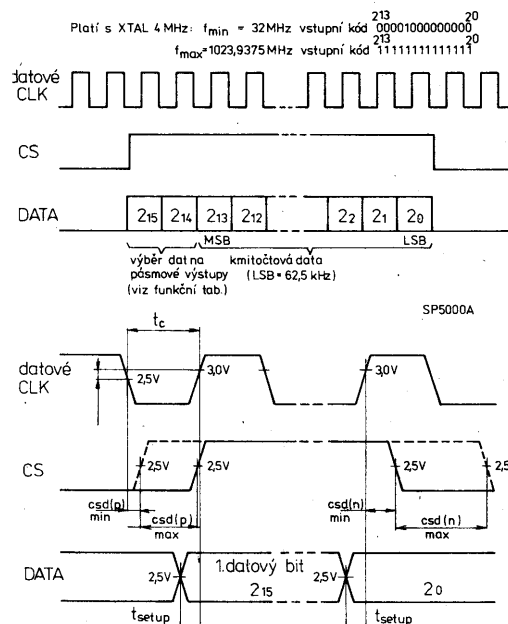 2¹³ 2⁰
Platí s XTAL 4 MHz: fmin = 32MHz vstupní kód 00001000000000
2¹³ 2⁰
fmax=1023,9375MHz vstupní kód 11111111111111
datové
CLK
CS
DATA
2₁₅ 2₁₄ 2₁₃ 2₁₂ 2₂ 2₁ 2₀
MSB LSB
výběr dat na kmitočtová data
pásmové výstupy (LSB = 62,5 kHz)
(viz funkční tab.)
SP5000A
tc
datové
CLK
2,5V 3,0V 3,0V
CS
2,5V 2,5V 2,5V 2,5
csd(p) min
csd(p) max
csd(n) min
csd(n) max
DATA
2,5V 1.datový bit 2,5V
2₁₅ 2₀
tsetup tsetup